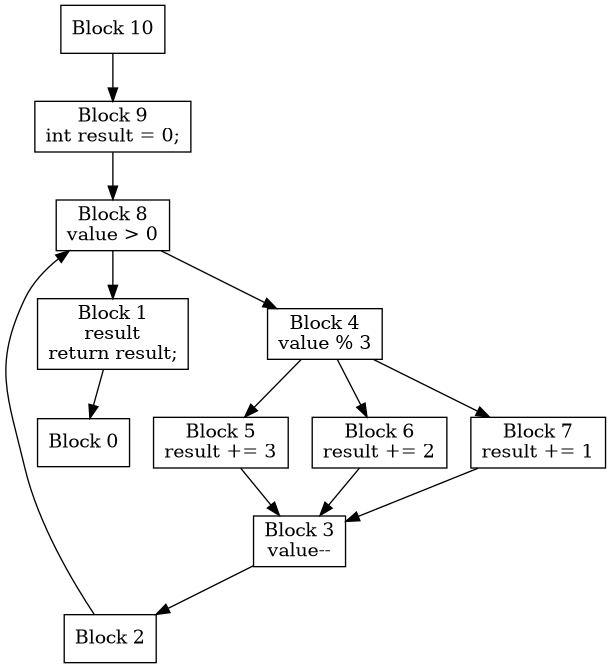 Block 10
Block 9
int result = 0;
Block 8
value > 0
Block 1
result
return result;
Block 4
value % 3
Block 0
Block 5
result += 3
Block 6
result += 2
Block 7
result += 1
Block 3
value--
Block 2